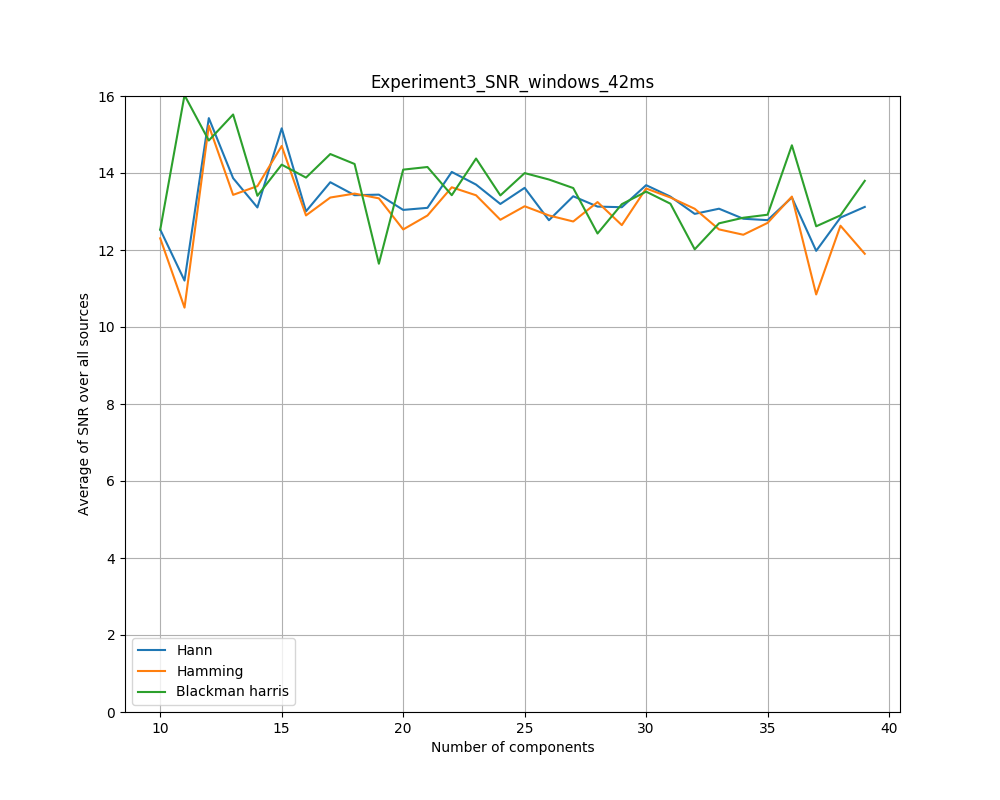 Experiment3_SNR_windows_42ms
Average of SNR over all sources
16
14
12
10
8
6
4
2
0
Hann
Hamming
Blackman harris
10 15 20 25 30 35 40
Number of components